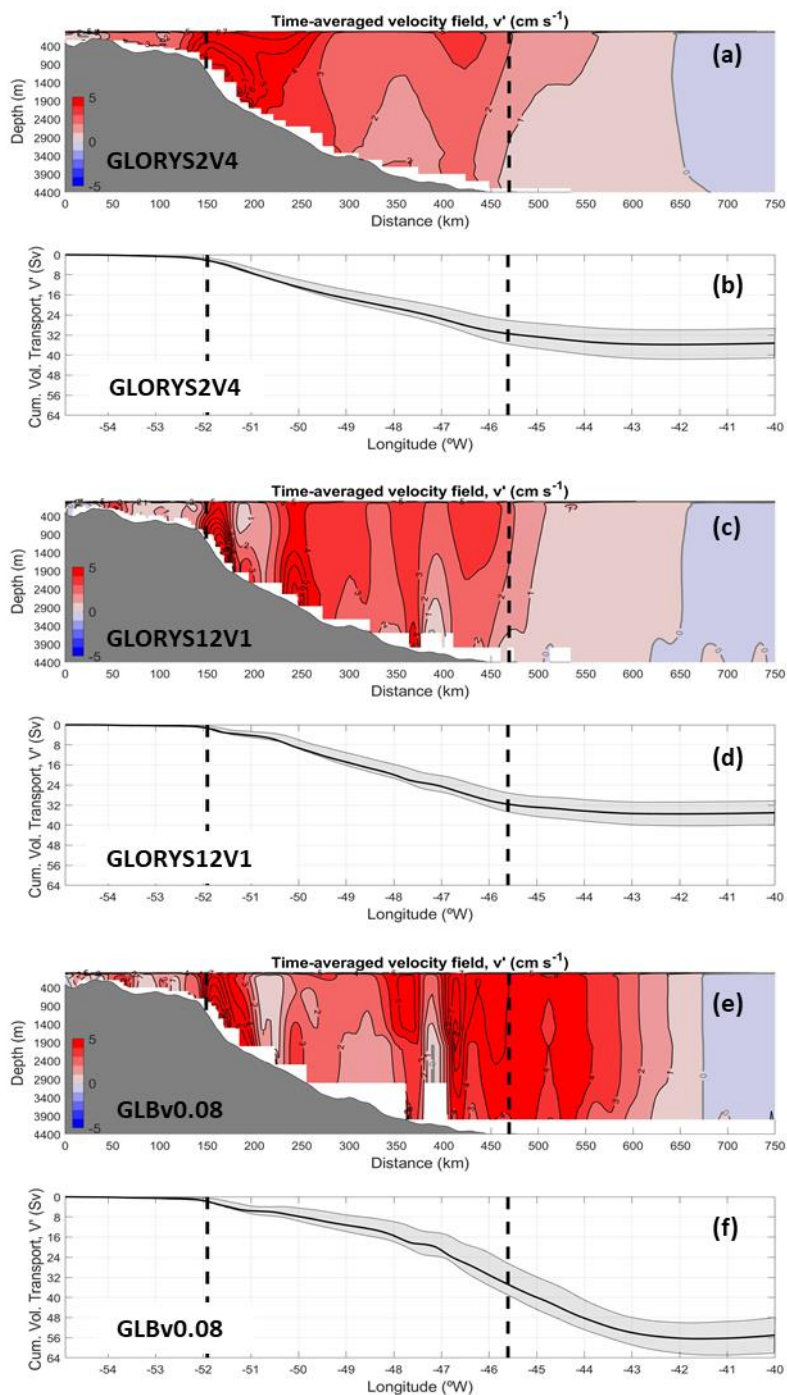 Time-averaged velocity field, v' (cm s⁻¹)
(a)
Depth (m)
400
900
1400
1900
2400
2900
3400
3900
4400
5
0
-5
GLORYS2V4
0 50 100 150 200 250 300 350 400 450 500 550 600 650 700 750
Distance (km)
Cum. Vol. Transport, V' (Sv)
0
8
16
24
32
40
48
56
64
(b)
GLORYS2V4
-54 -53 -52 -51 -50 -49 -48 -47 -46 -45 -44 -43 -42 -41 -40
Longitude (ºW)
Time-averaged velocity field, v' (cm s⁻¹)
(c)
Depth (m)
400
900
1400
1900
2400
2900
3400
3900
4400
5
0
-5
GLORYS12V1
0 50 100 150 200 250 300 350 400 450 500 550 600 650 700 750
Distance (km)
Cum. Vol. Transport, V' (Sv)
0
8
16
24
32
40
48
56
64
(d)
GLORYS12V1
-54 -53 -52 -51 -50 -49 -48 -47 -46 -45 -44 -43 -42 -41 -40
Longitude (ºW)
Time-averaged velocity field, v' (cm s⁻¹)
(e)
Depth (m)
400
900
1400
1900
2400
2900
3400
3900
4400
5
0
-5
GLBv0.08
0 50 100 150 200 250 300 350 400 450 500 550 600 650 700 750
Distance (km)
Cum. Vol. Transport, V' (Sv)
0
8
16
24
32
40
48
56
64
(f)
GLBv0.08
-54 -53 -52 -51 -50 -49 -48 -47 -46 -45 -44 -43 -42 -41 -40
Longitude (ºW)